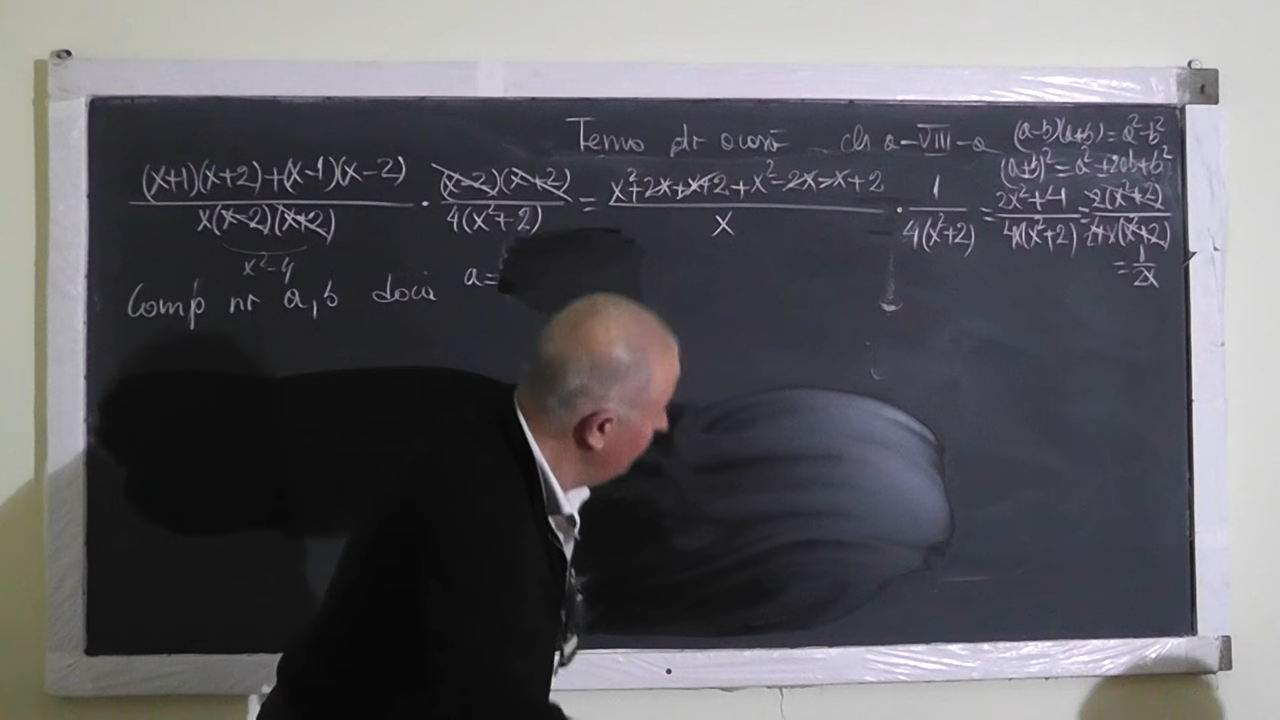 Tema de acasă cls a-VIII-a
(a-b)(a+b)=a²-b²
(a+b)²=a²+2ab+b²
((x+1)(x+2)+(x-1)(x-2))/(x(x-2)(x+2)) · ((x-2)(x+2))/(4(x²+2)) = (x²+2x+x+2+x²-2x-x+2)/x · 1/(4(x²+2)) = (2x²+4)/(4x(x²+2)) = (2(x²+2))/(4x(x²+2))
x²-4
= 1/(2x)
Comp nr a,b dacă a=